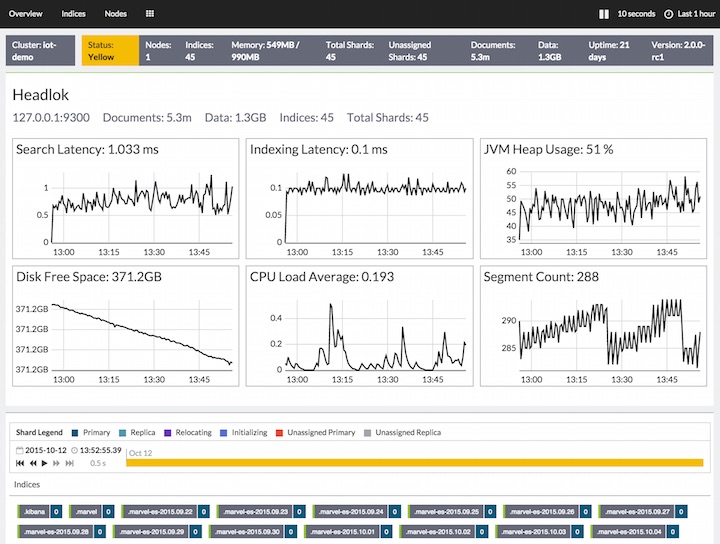 Overview Indices Nodes 10 seconds Last 1 hour
Cluster: iot-demo Status: Yellow Nodes: 1 Indices: 45 Memory: 549MB / 990MB Total Shards: 45 Unassigned Shards: 45 Documents: 5.3m Data: 1.3GB Uptime: 21 days Version: 2.0.0-rc1
Headlok
127.0.0.1:9300 Documents: 5.3m Data: 1.3GB Indices: 45 Total Shards: 45
Search Latency: 1.033 ms
1
0.5
0
13:00 13:15 13:30 13:45
Indexing Latency: 0.1 ms
0.1
0.05
0
13:00 13:15 13:30 13:45
JVM Heap Usage: 51 %
60
55
50
45
40
35
13:00 13:15 13:30 13:45
Disk Free Space: 371.2GB
371.2GB
371.2GB
371.2GB
371.2GB
13:00 13:15 13:30 13:45
CPU Load Average: 0.193
0.4
0.2
0
13:00 13:15 13:30 13:45
Segment Count: 288
290
285
13:00 13:15 13:30 13:45
Shard Legend Primary Replica Relocating Initializing Unassigned Primary Unassigned Replica
2015-10-12 13:52:55.39 Oct 12
0.5 s
Indices
.kibana 0 .marvel 0 .marvel-es-2015.09.22 0 .marvel-es-2015.09.23 0 .marvel-es-2015.09.24 0 .marvel-es-2015.09.25 0 .marvel-es-2015.09.26 0 .marvel-es-2015.09.27 0
.marvel-es-2015.09.28 0 .marvel-es-2015.09.29 0 .marvel-es-2015.09.30 0 .marvel-es-2015.10.01 0 .marvel-es-2015.10.02 0 .marvel-es-2015.10.03 0 .marvel-es-2015.10.04 0